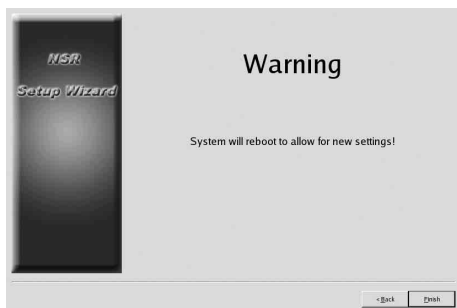 NSR
Setup Wizard
Warning
System will reboot to allow for new settings!
< Back
Finish